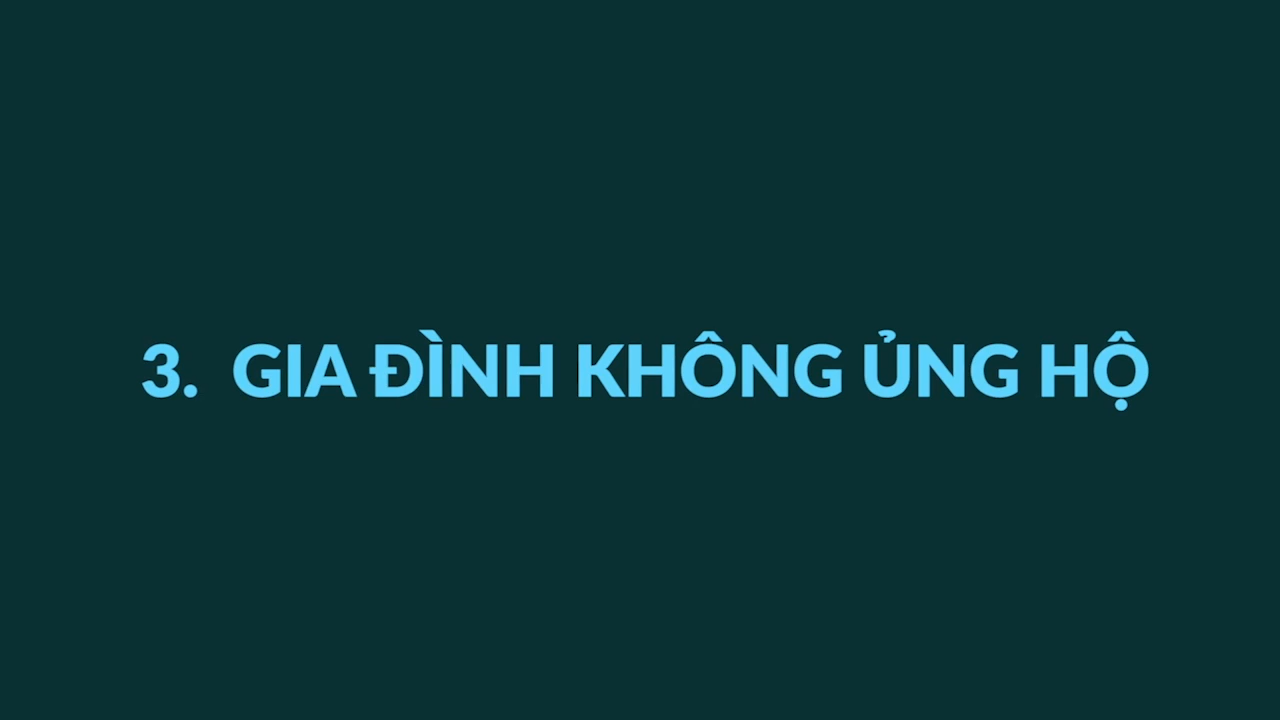 3. GIA ĐÌNH KHÔNG ỦNG HỘ